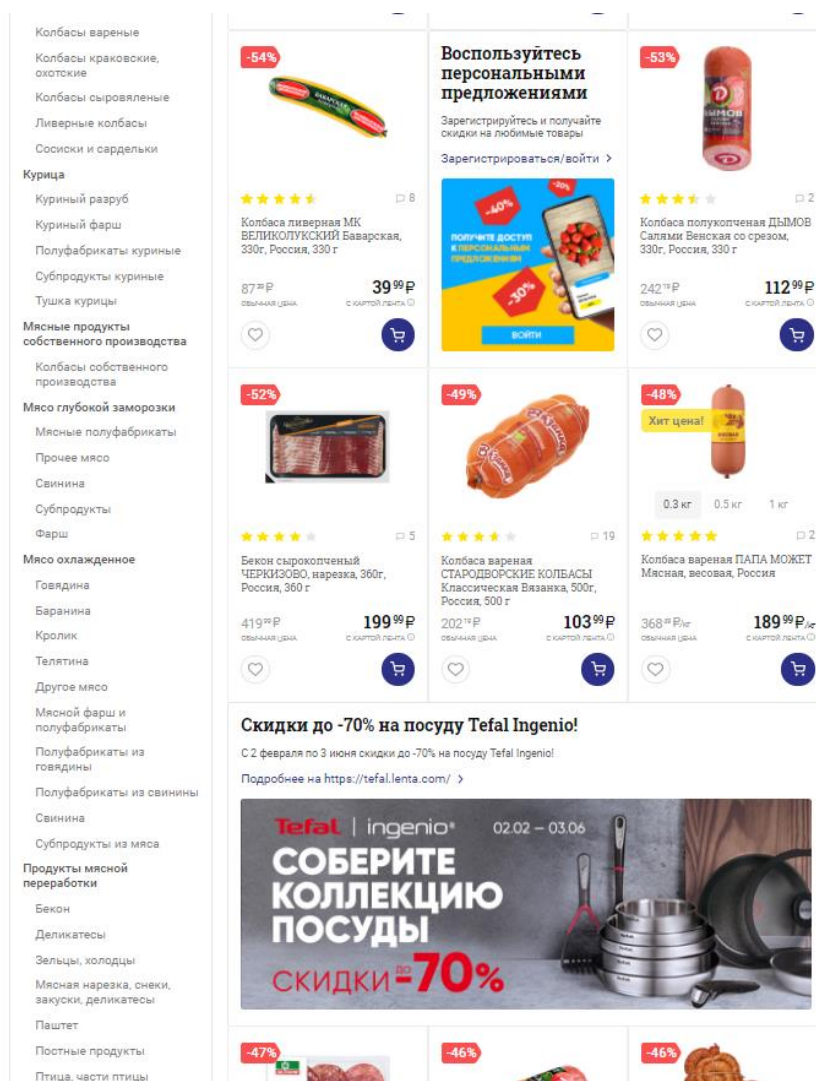 Колбасы вареные
Колбасы краковские,
охотские
Колбасы сыровяленые
Ливерные колбасы
Сосиски и сардельки
Курица
Куриный разруб
Куриный фарш
Полуфабрикаты куриные
Субпродукты куриные
Тушка курицы
Мясные продукты
собственного производства
Колбасы собственного
производства
Мясо глубокой заморозки
Мясные полуфабрикаты
Прочее мясо
Свинина
Субпродукты
Фарш
Мясо охлажденное
Говядина
Баранина
Кролик
Телятина
Другое мясо
Мясной фарш и
полуфабрикаты
Полуфабрикаты из
говядины
Полуфабрикаты из свинины
Свинина
Субпродукты из мяса
Продукты мясной
переработки
Бекон
Деликатесы
Зельцы, холодцы
Мясная нарезка, снеки,
закуски, деликатесы
Паштет
Постные продукты
Птица, части птицы
-54%
8
Колбаса ливерная МК
ВЕЛИКОЛУКСКИЙ Баварская,
330г, Россия, 330 г
87 ₽ 39 99 ₽
ОБЫЧНАЯ ЦЕНА С КАРТОЙ ЛЕНТА
Воспользуйтесь
персональными
предложениями
Зарегистрируйтесь и получайте
скидки на любимые товары
Зарегистрироваться/войти >
-20%
-40%
ПОЛУЧИТЕ ДОСТУП
К ПЕРСОНАЛЬНЫМ
ПРЕДЛОЖЕНИЯМ
-30%
ВОЙТИ
-53%
ДЫМОВ
2
Колбаса полукопченая ДЫМОВ
Салями Венская со срезом,
330г, Россия, 330 г
242 ₽ 112 99 ₽
ОБЫЧНАЯ ЦЕНА С КАРТОЙ ЛЕНТА
-52%
5
Бекон сырокопченый
ЧЕРКИЗОВО, нарезка, 360г,
Россия, 360 г
419 ₽ 199 99 ₽
ОБЫЧНАЯ ЦЕНА С КАРТОЙ ЛЕНТА
-49%
19
Колбаса вареная
СТАРОДВОРСКИЕ КОЛБАСЫ
Классическая Вязанка, 500г,
Россия, 500 г
202 ₽ 103 99 ₽
ОБЫЧНАЯ ЦЕНА С КАРТОЙ ЛЕНТА
-48%
Хит цена!
0.3 кг 0.5 кг 1 кг
2
Колбаса вареная ПАПА МОЖЕТ
Мясная, весовая, Россия
368 ₽/кг 189 99 ₽/кг
ОБЫЧНАЯ ЦЕНА С КАРТОЙ ЛЕНТА
Скидки до -70% на посуду Tefal Ingenio!
С 2 февраля по 3 июня скидки до -70% на посуду Tefal Ingenio!
Подробнее на https://tefal.lenta.com/ >
Tefal | ingenio® 02.02 – 03.06
СОБЕРИТЕ
КОЛЛЕКЦИЮ
ПОСУДЫ
СКИДКИ ДО -70%
-47%
-46%
-46%